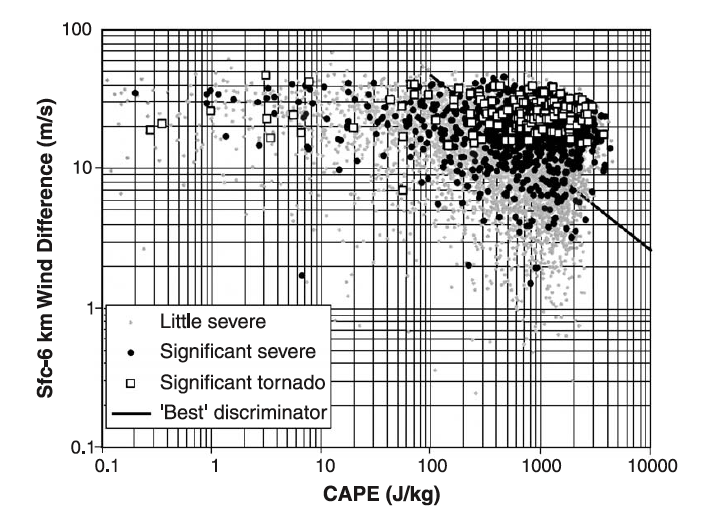 100
10
1
0.1
Sfc-6 km Wind Difference (m/s)
Little severe
Significant severe
Significant tornado
'Best' discriminator
0.1 1 10 100 1000 10000
CAPE (J/kg)